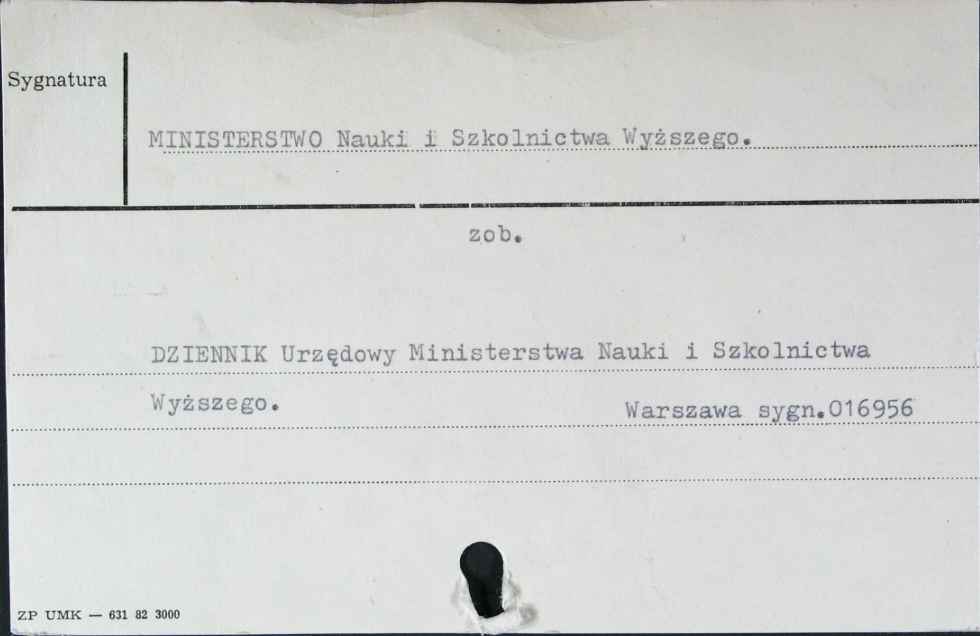 Sygnatura
MINISTERSTWO Nauki i Szkolnictwa Wyższego.
zob.
DZIENNIK Urzędowy Ministerstwa Nauki i Szkolnictwa
Wyższego. Warszawa sygn.016956
ZP UMK — 631 82 3000